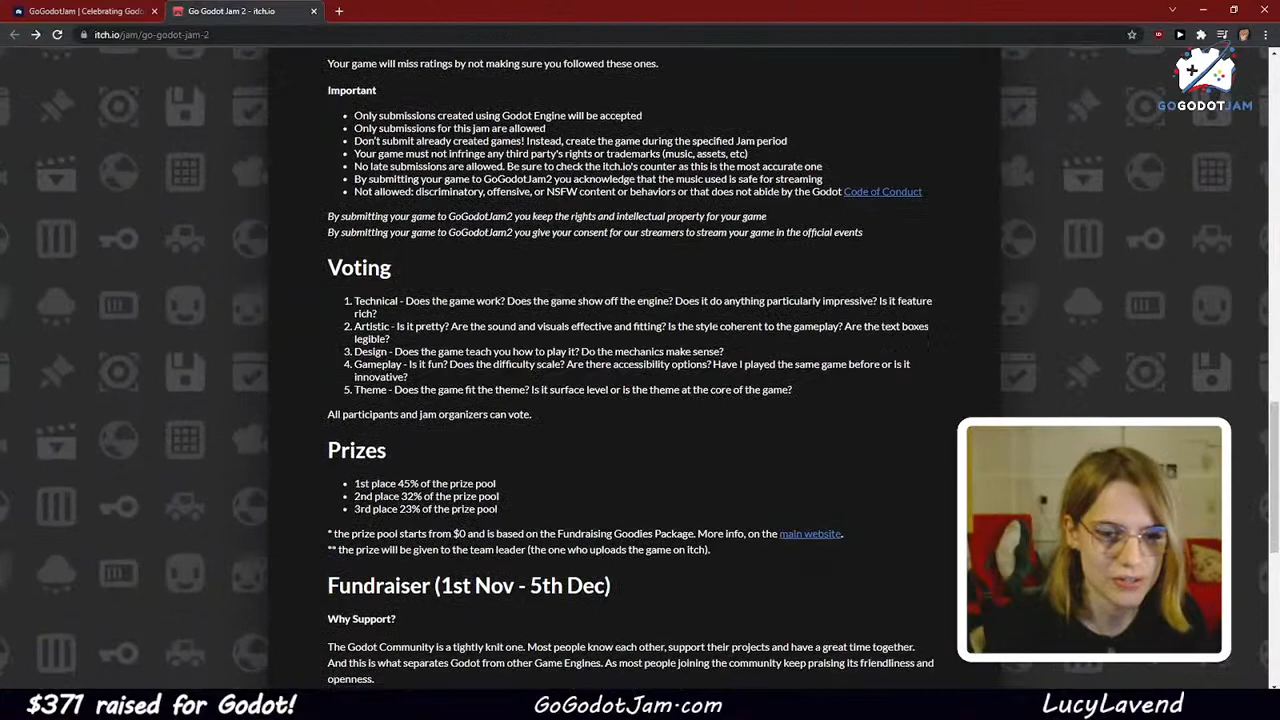 GoGodotJam | Celebrating Godo
Go Godot Jam 2 - itch.io
itch.io/jam/go-godot-jam-2
GOGODOTJAM
Your game will miss ratings by not making sure you followed these ones.
Important
• Only submissions created using Godot Engine will be accepted
• Only submissions for this jam are allowed
• Don't submit already created games! Instead, create the game during the specified Jam period
• Your game must not infringe any third party's rights or trademarks (music, assets, etc)
• No late submissions are allowed. Be sure to check the itch.io's counter as this is the most accurate one
• By submitting your game to GoGodotJam2 you acknowledge that the music used is safe for streaming
• Not allowed: discriminatory, offensive, or NSFW content or behaviors or that does not abide by the Godot Code of Conduct
By submitting your game to GoGodotJam2 you keep the rights and intellectual property for your game
By submitting your game to GoGodotJam2 you give your consent for our streamers to stream your game in the official events
Voting
1. Technical - Does the game work? Does the game show off the engine? Does it do anything particularly impressive? Is it feature
rich?
2. Artistic - Is it pretty? Are the sound and visuals effective and fitting? Is the style coherent to the gameplay? Are the text boxes
legible?
3. Design - Does the game teach you how to play it? Do the mechanics make sense?
4. Gameplay - Is it fun? Does the difficulty scale? Are there accessibility options? Have I played the same game before or is it
innovative?
5. Theme - Does the game fit the theme? Is it surface level or is the theme at the core of the game?
All participants and jam organizers can vote.
Prizes
• 1st place 45% of the prize pool
• 2nd place 32% of the prize pool
• 3rd place 23% of the prize pool
* the prize pool starts from $0 and is based on the Fundraising Goodies Package. More info, on the main website.
** the prize will be given to the team leader (the one who uploads the game on itch).
Fundraiser (1st Nov - 5th Dec)
Why Support?
The Godot Community is a tightly knit one. Most people know each other, support their projects and have a great time together.
And this is what separates Godot from other Game Engines. As most people joining the community keep praising its friendliness and
openness.
$371 raised for Godot!
GoGodotJam.com
LucyLavend